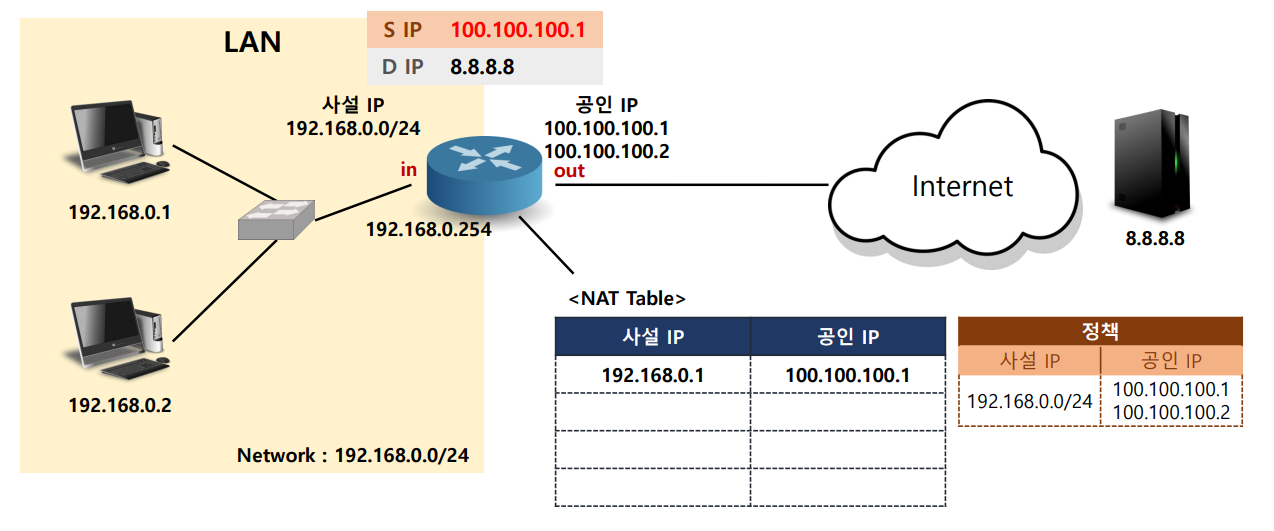 LAN
S IP 100.100.100.1
D IP 8.8.8.8
사설 IP
192.168.0.0/24
공인 IP
100.100.100.1
100.100.100.2
in
out
192.168.0.1
192.168.0.254
Internet
8.8.8.8
192.168.0.2
Network : 192.168.0.0/24
<NAT Table>
사설 IP 공인 IP
192.168.0.1 100.100.100.1
정책
사설 IP 공인 IP
192.168.0.0/24 100.100.100.1
100.100.100.2